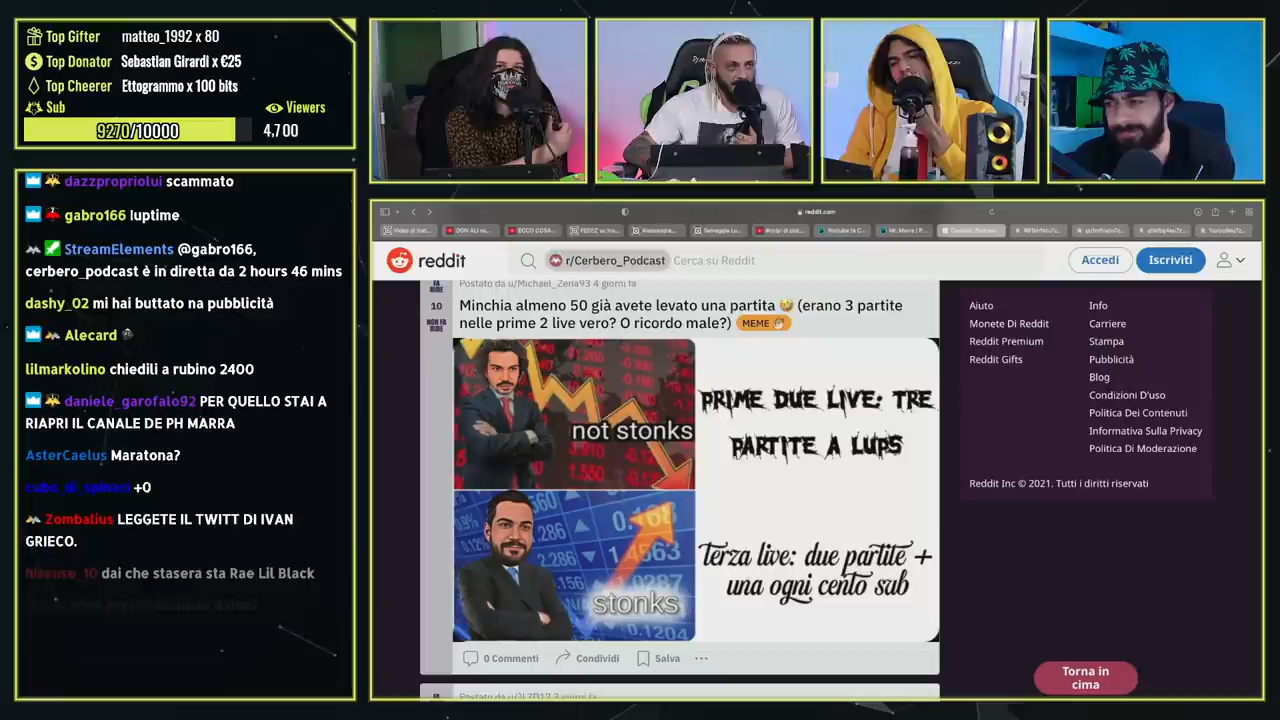 Top Gifter matteo_1992 x 80
Top Donator Sebastian Girardi x €25
Top Cheerer Ettogrammo x 100 bits
Sub Viewers
9270/10000 4,700
dazzpropriolui scammato
gabro166 luptime
StreamElements @gabro166,
cerbero_podcast è in diretta da 2 hours 46 mins
dashy_02 mi hai buttato na pubblicità
Alecard
lilmarkolino chiedili a rubino 2400
daniele_garofalo92 PER QUELLO STAI A
RIAPRI IL CANALE DE PH MARRA
AsterCaelus Maratona?
cubo_di_spinaci +0
Zombatius LEGGETE IL TWITT DI IVAN
GRIECO.
dai che stasera sta Rae Lil Black
reddit.com
reddit
r/Cerbero_Podcast Cerca su Reddit
Accedi Iscriviti
Postato da u/Michael_Zena93 4 giorni fa
10
NON FA
RIDE
Minchia almeno 50 già avete levato una partita (erano 3 partite
nelle prime 2 live vero? O ricordo male?) MEME
not stonks
PRIME DUE LIVE: TRE
PARTITE A LUPS
stonks
Terza live: due partite +
una ogni cento sub
0 Commenti Condividi Salva
Aiuto Info
Monete Di Reddit Carriere
Reddit Premium Stampa
Reddit Gifts Pubblicità
Blog
Condizioni D'uso
Politica Dei Contenuti
Informativa Sulla Privacy
Politica Di Moderazione
Reddit Inc © 2021. Tutti i diritti riservati
Torna in
cima